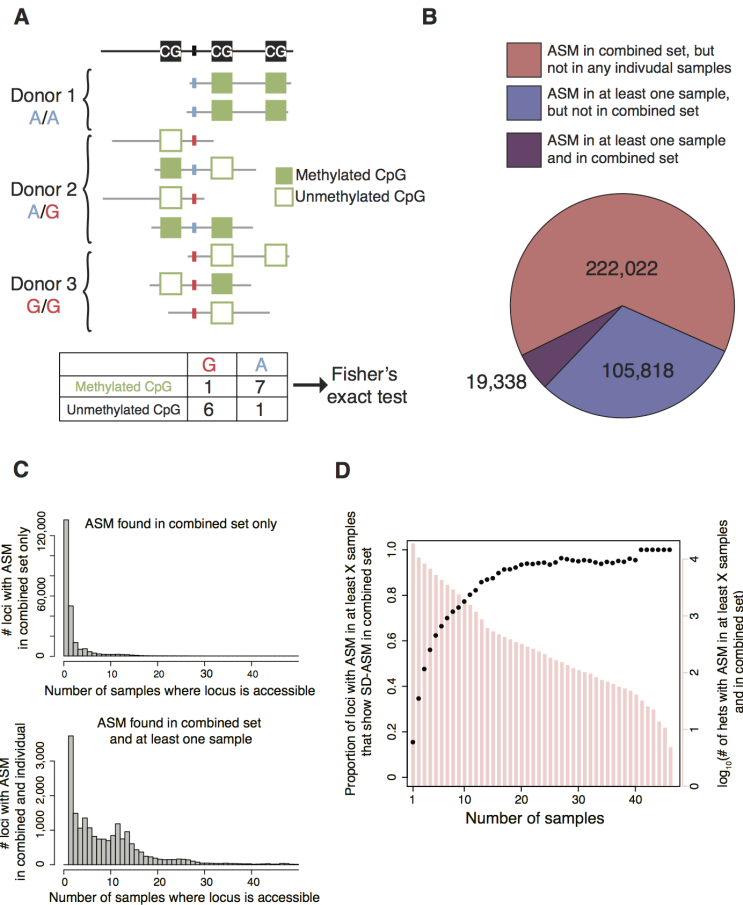 A
CG CG CG
Donor 1
A/A
Donor 2
A/G
Donor 3
G/G
Methylated CpG
Unmethylated CpG
G A
Methylated CpG 1 7
Unmethylated CpG 6 1
Fisher's
exact test
B
ASM in combined set, but
not in any indivudal samples
ASM in at least one sample,
but not in combined set
ASM in at least one sample
and in combined set
222,022
19,338
105,818
C
ASM found in combined set only
# loci with ASM
in combined set only
0 60,000 120,000
0 10 20 30 40
Number of samples where locus is accessible
ASM found in combined set
and at least one sample
# loci with ASM
in combined and individual
0 1,000 2,000 3,000
0 10 20 30 40
Number of samples where locus is accessible
D
Proportion of loci with ASM in at least X samples
that show SD-ASM in combined set
0 0.2 0.4 0.6 0.8 1.0
1 10 20 30 40
Number of samples
0 1 2 3 4
log10(# of hets with ASM in at least X samples
and in combined set)